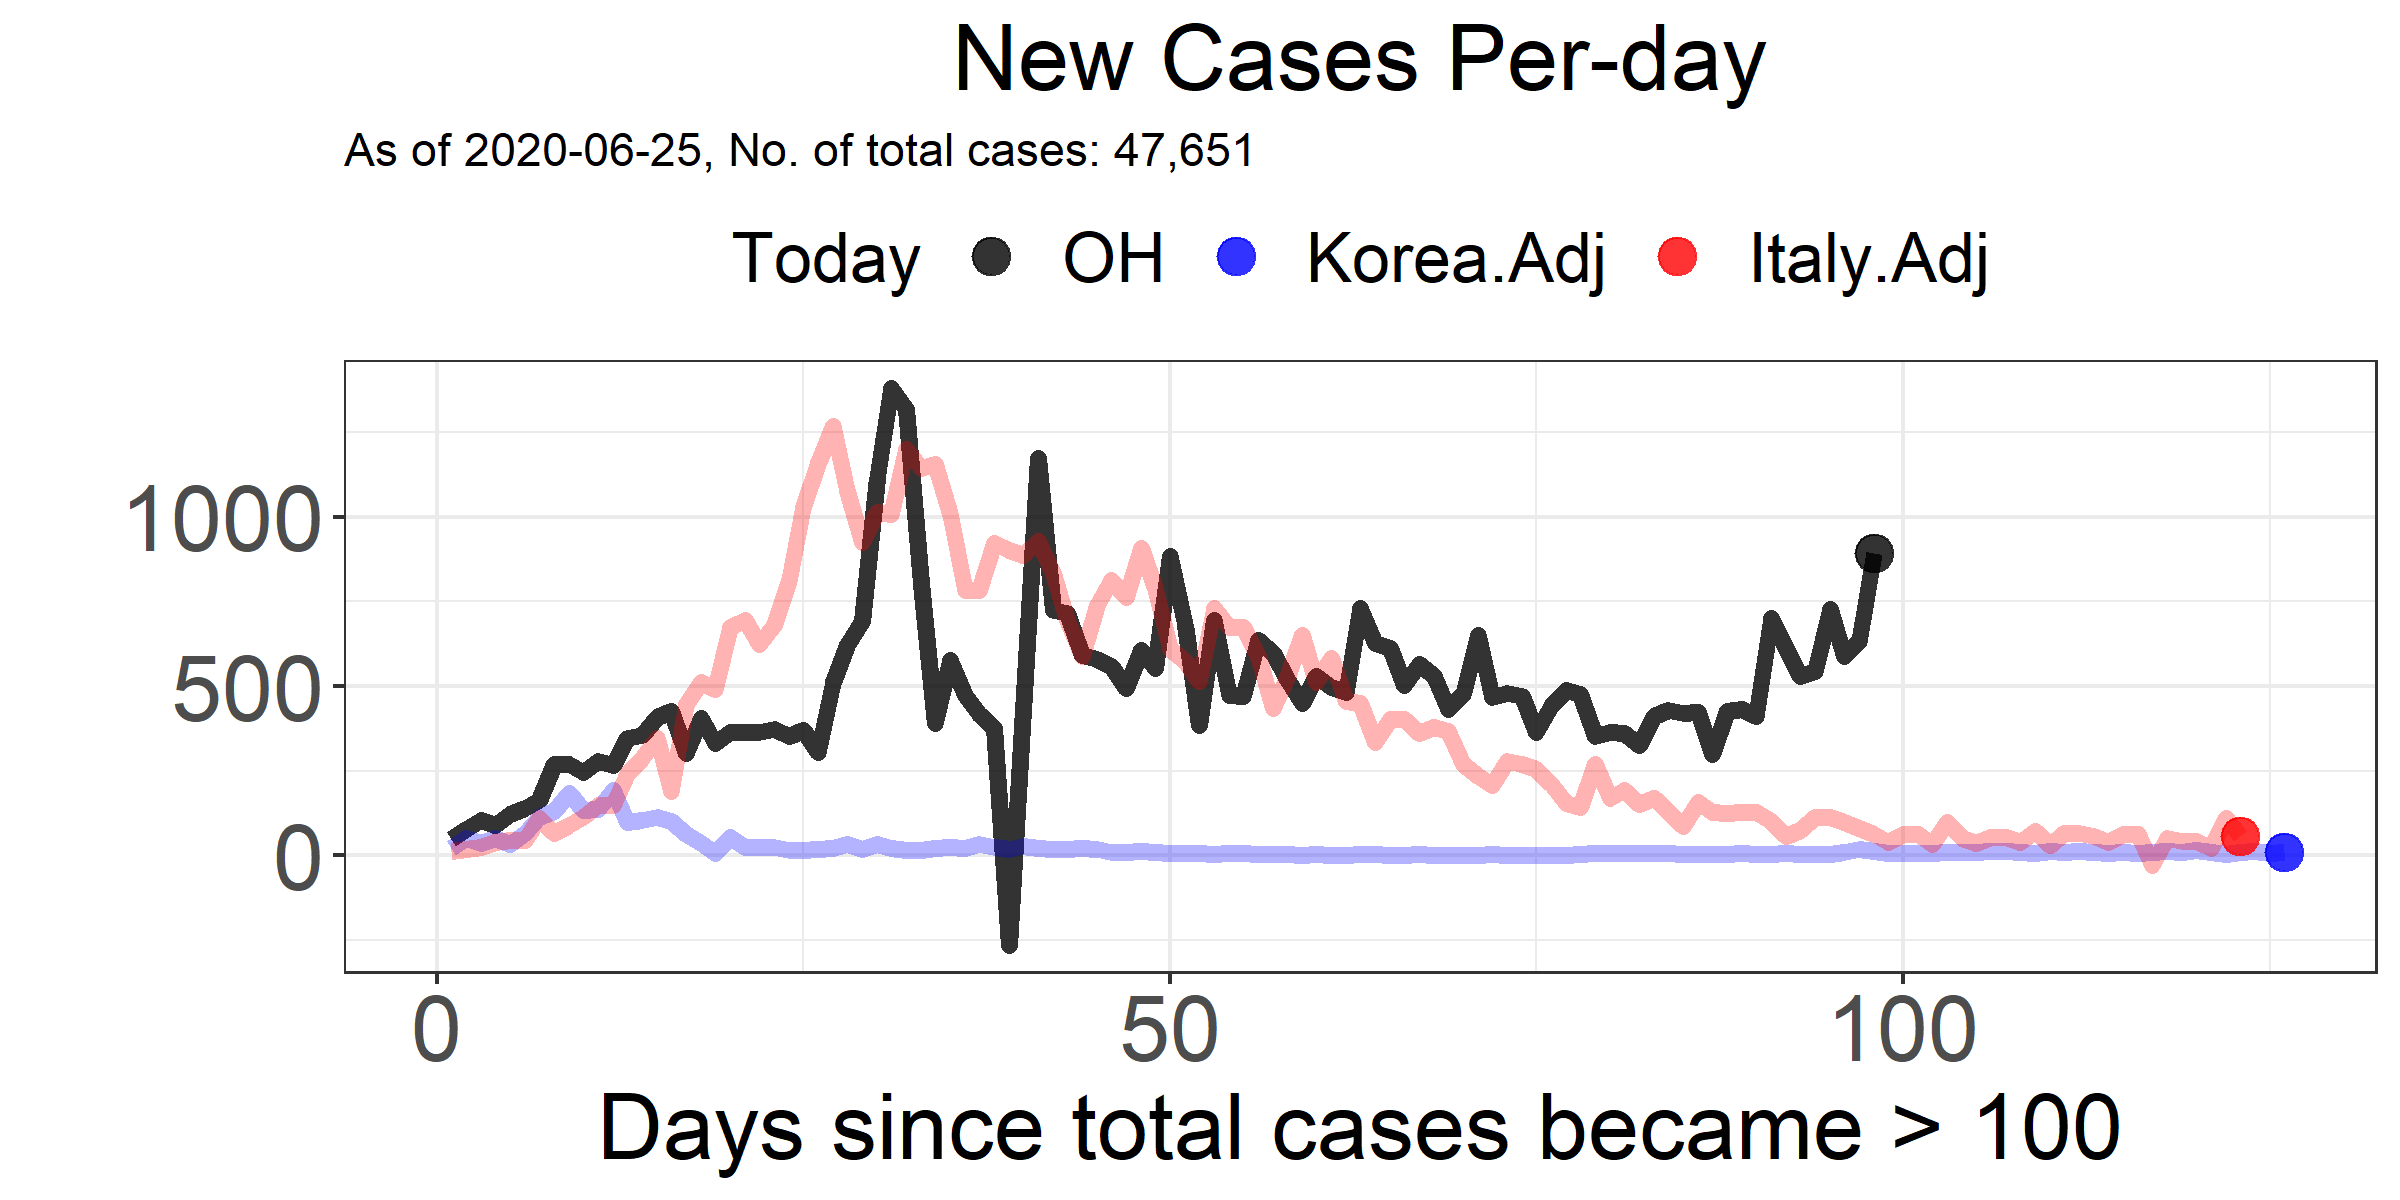 New Cases Per-day
As of 2020-06-25, No. of total cases: 47,651
Today OH Korea.Adj Italy.Adj
1000
500
0
0 50 100
Days since total cases became > 100